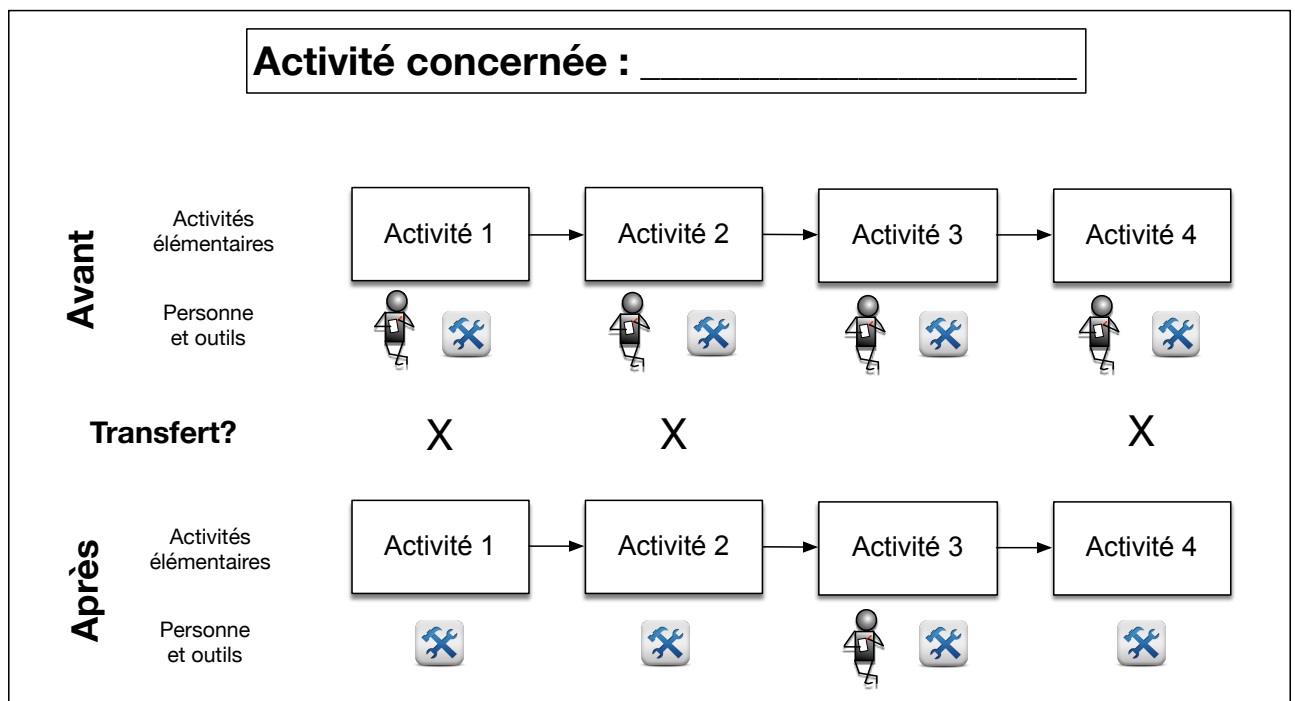 Activité concernée : ______________________
Avant
Activités
élémentaires
Activité 1
Activité 2
Activité 3
Activité 4
Personne
et outils
Transfert?
X
X
X
Après
Activités
élémentaires
Activité 1
Activité 2
Activité 3
Activité 4
Personne
et outils